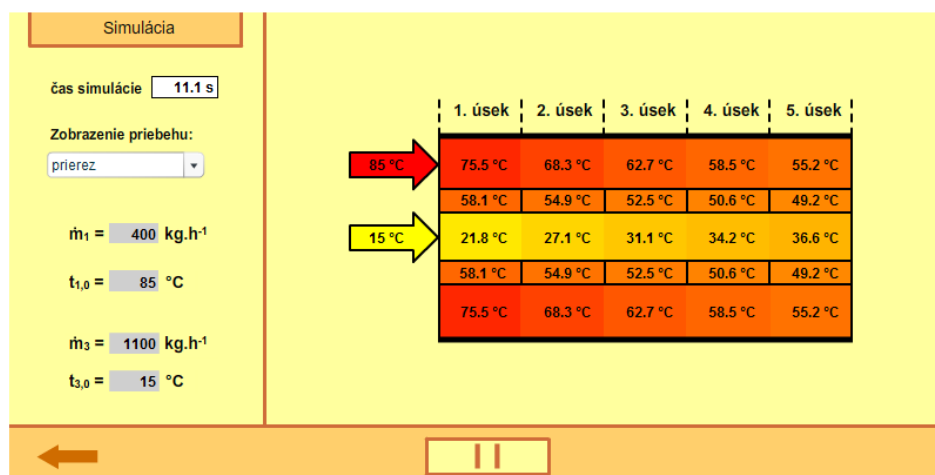 Simulácia
čas simulácie 11.1 s
Zobrazenie priebehu:
prierez
ṁ1 = 400 kg.h-1
t1,0 = 85 °C
ṁ3 = 1100 kg.h-1
t3,0 = 15 °C
1. úsek 2. úsek 3. úsek 4. úsek 5. úsek
85 °C 75.5 °C 68.3 °C 62.7 °C 58.5 °C 55.2 °C
58.1 °C 54.9 °C 52.5 °C 50.6 °C 49.2 °C
15 °C 21.8 °C 27.1 °C 31.1 °C 34.2 °C 36.6 °C
58.1 °C 54.9 °C 52.5 °C 50.6 °C 49.2 °C
75.5 °C 68.3 °C 62.7 °C 58.5 °C 55.2 °C